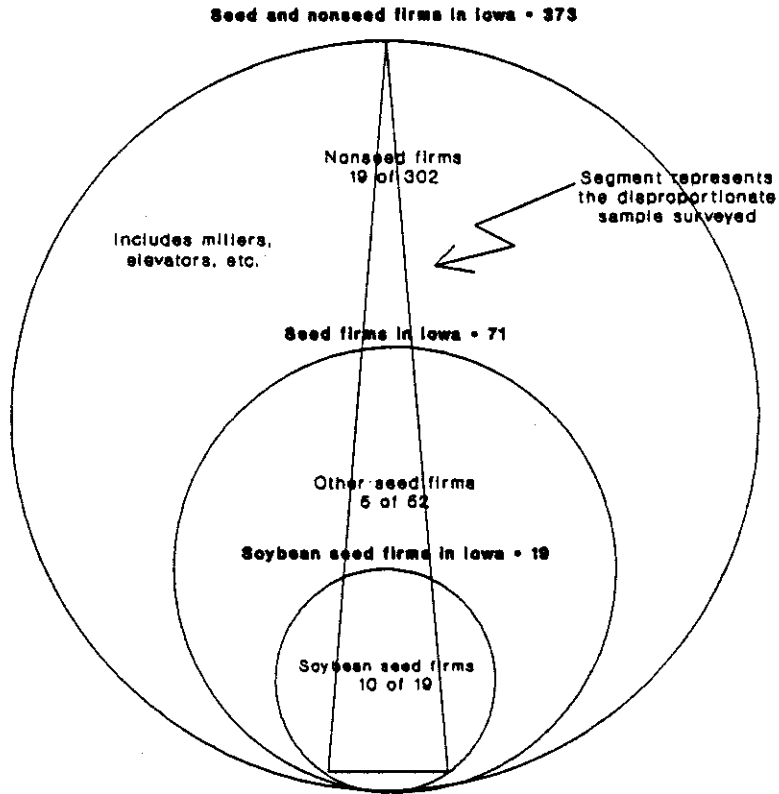 Seed and nonseed firms in Iowa = 373
Nonseed firms
19 of 302
Segment represents
the disproportionate
sample surveyed
Includes millers,
elevators, etc.
Seed firms in Iowa = 71
Other seed firms
5 of 52
Soybean seed firms in Iowa = 19
Soybean seed firms
10 of 19